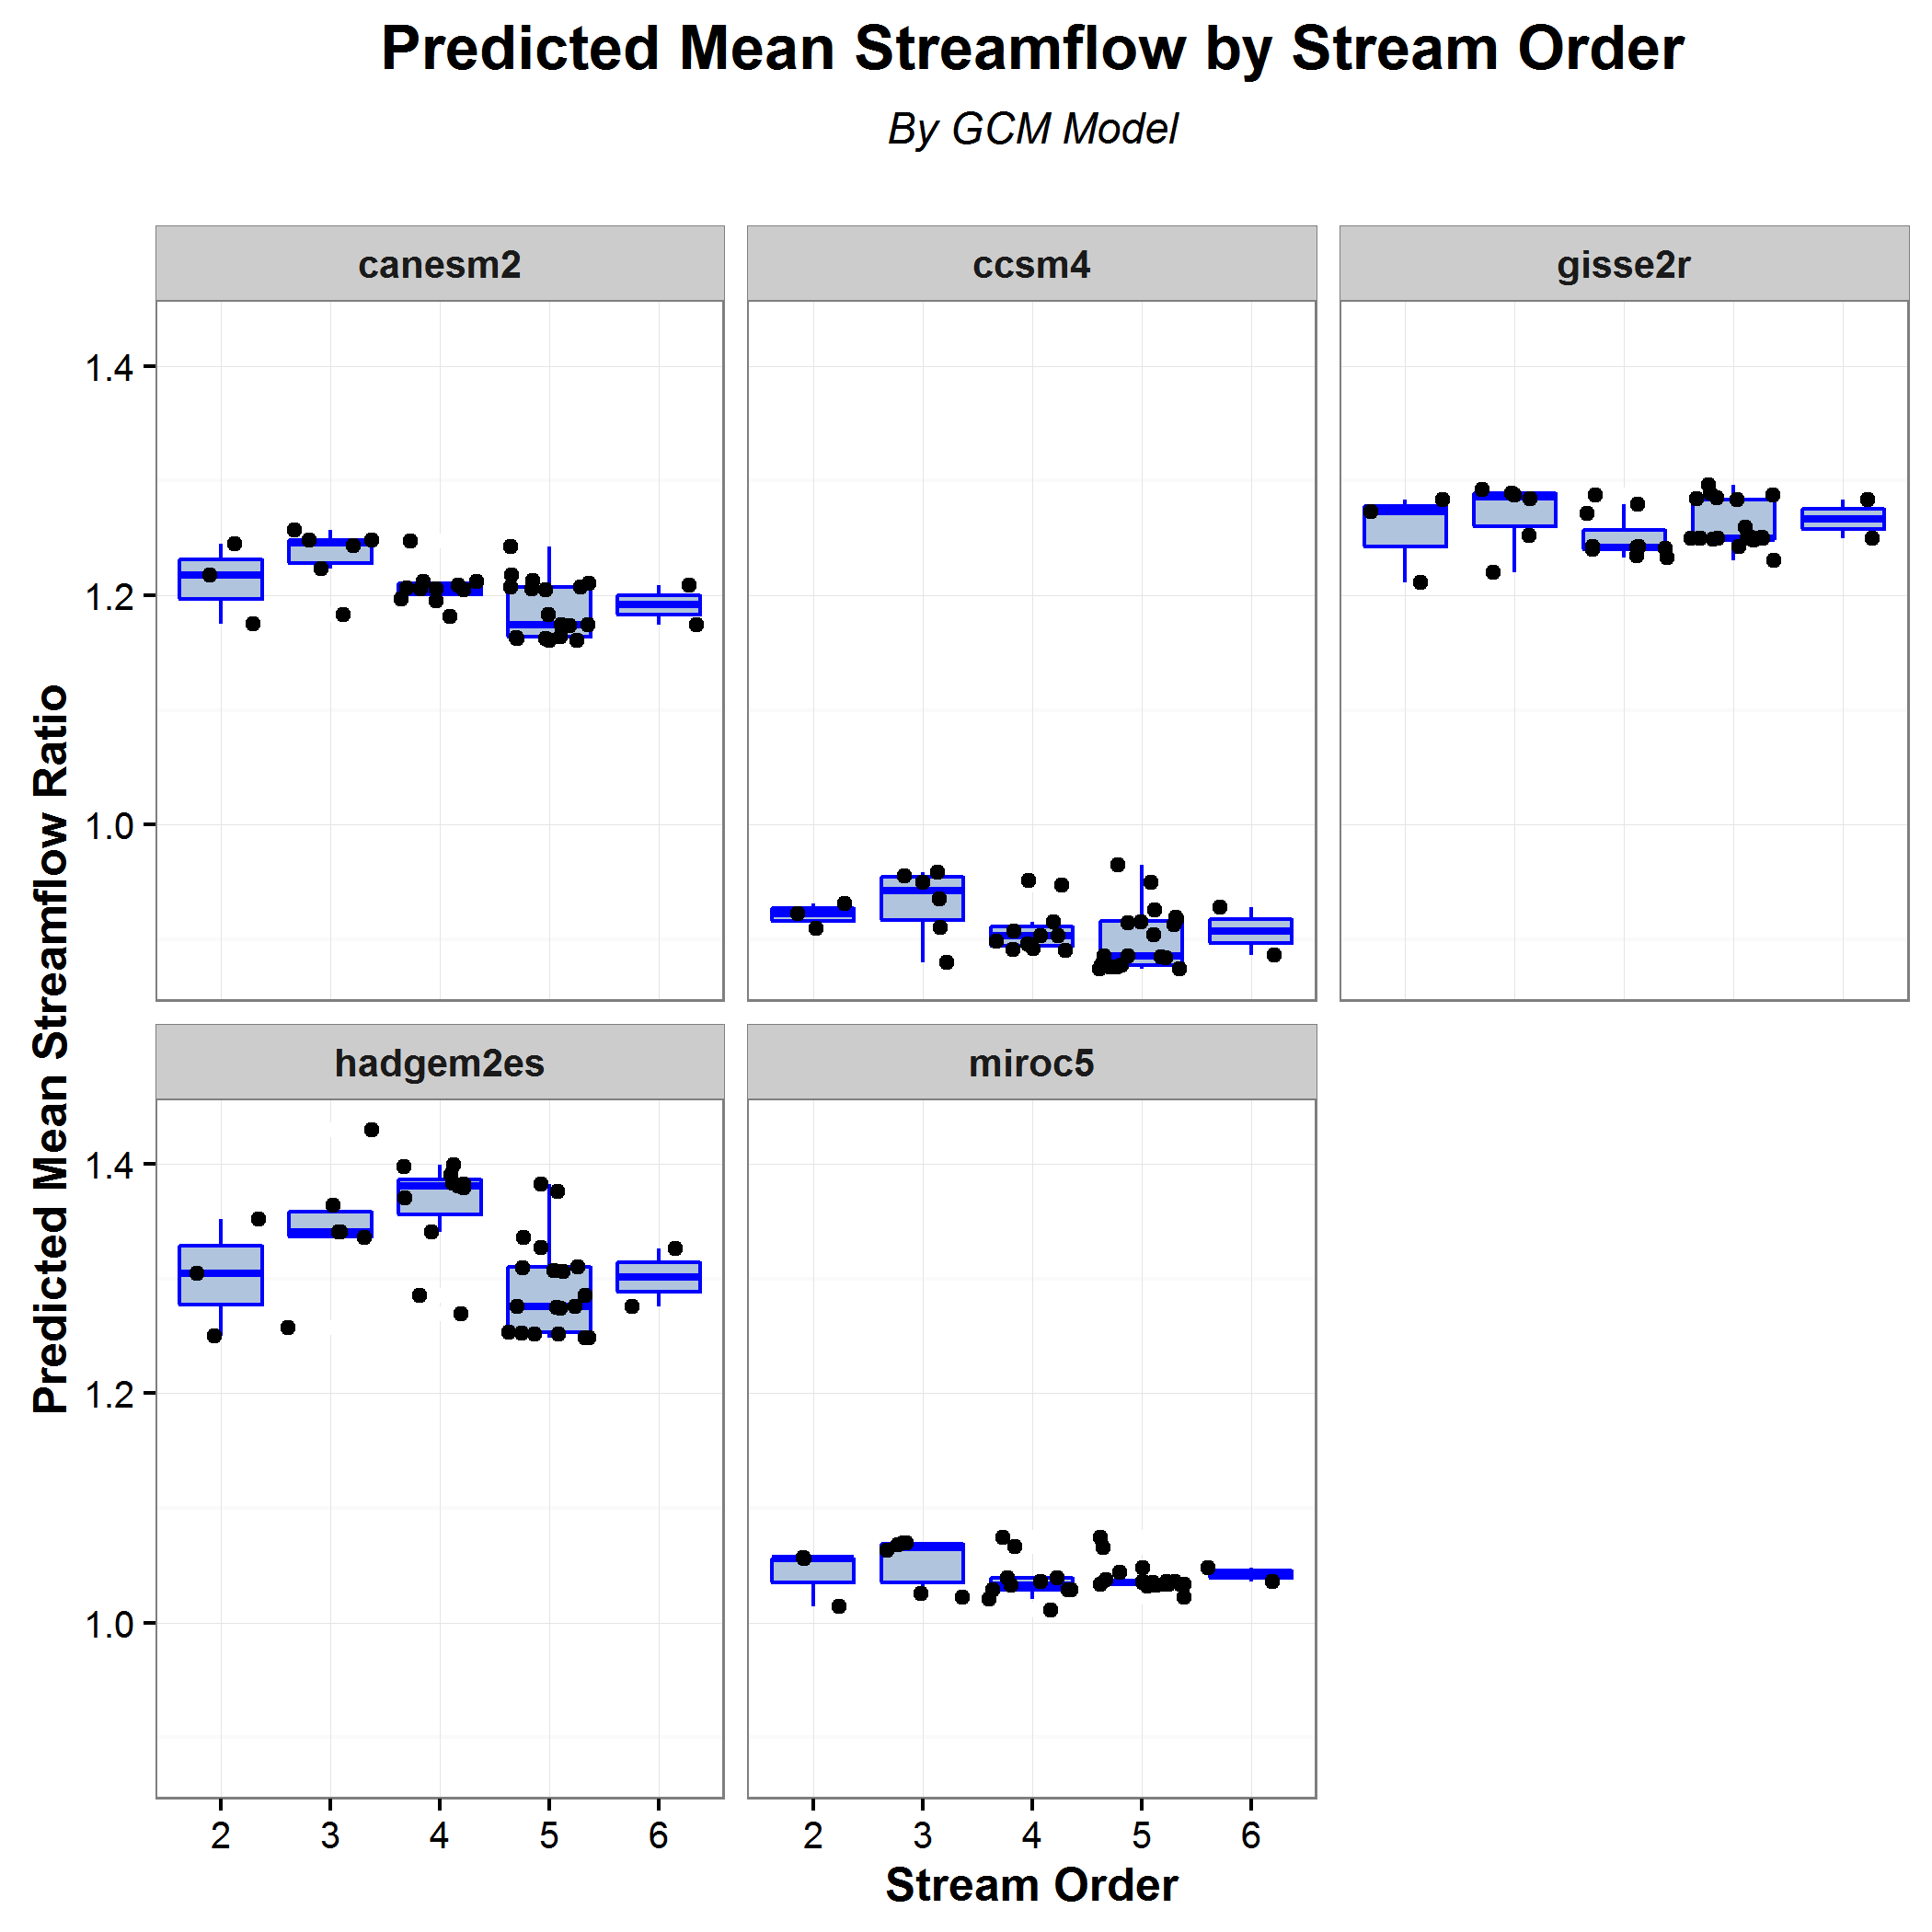 Predicted Mean Streamflow by Stream Order
By GCM Model
canesm2
ccsm4
gisse2r
1.4
1.2
1.0
Predicted Mean Streamflow Ratio
hadgem2es
miroc5
1.4
1.2
1.0
2 3 4 5 6
2 3 4 5 6
Stream Order